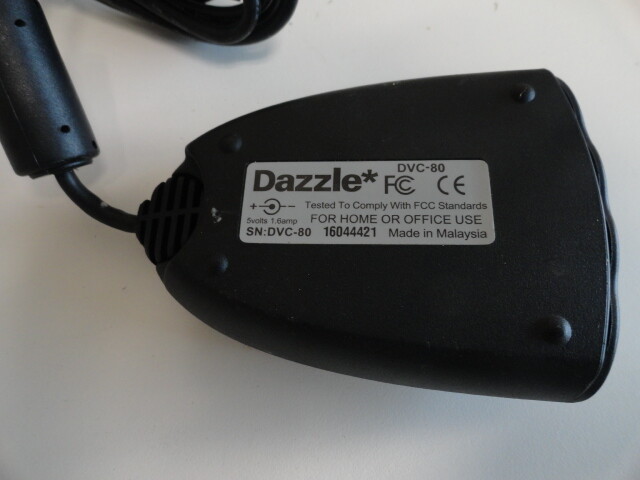 DVC-80
Dazzle* FC CE
Tested To Comply With FCC Standards
5volts 1.6amp FOR HOME OR OFFICE USE
SN:DVC-80 16044421 Made in Malaysia